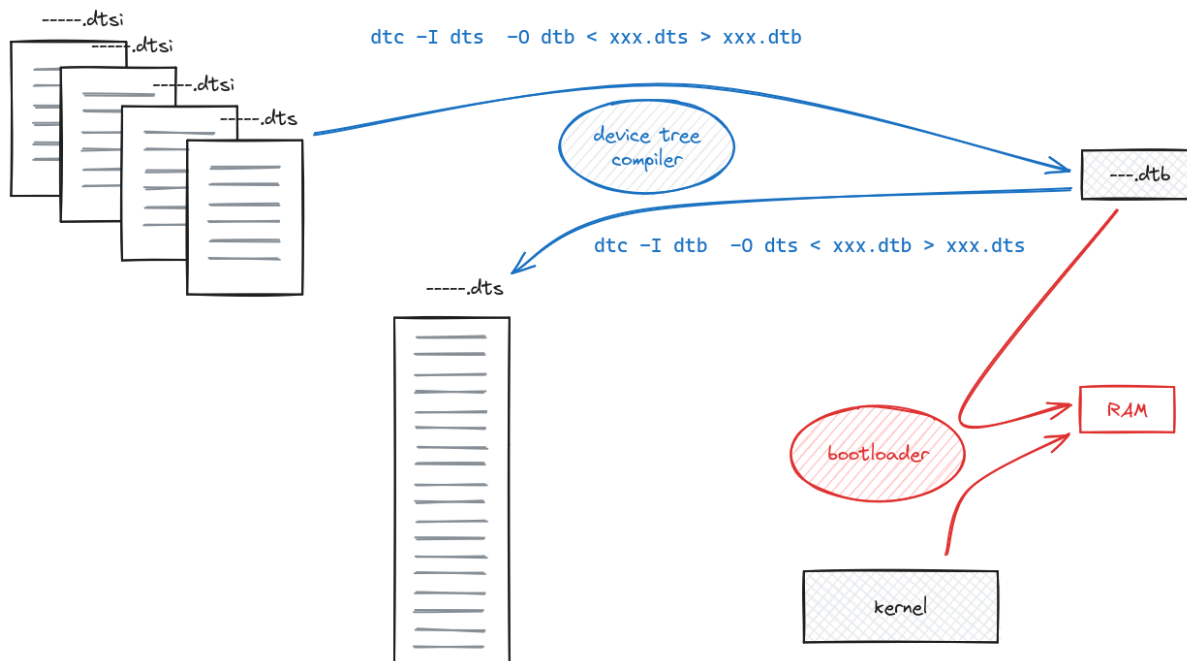 -----.dtsi
-----.dtsi
-----.dtsi
-----.dts
dtc -I dts  -O dtb < xxx.dts > xxx.dtb
device tree
compiler
---.dtb
dtc -I dtb  -O dts < xxx.dtb > xxx.dts
-----.dts
RAM
bootloader
kernel